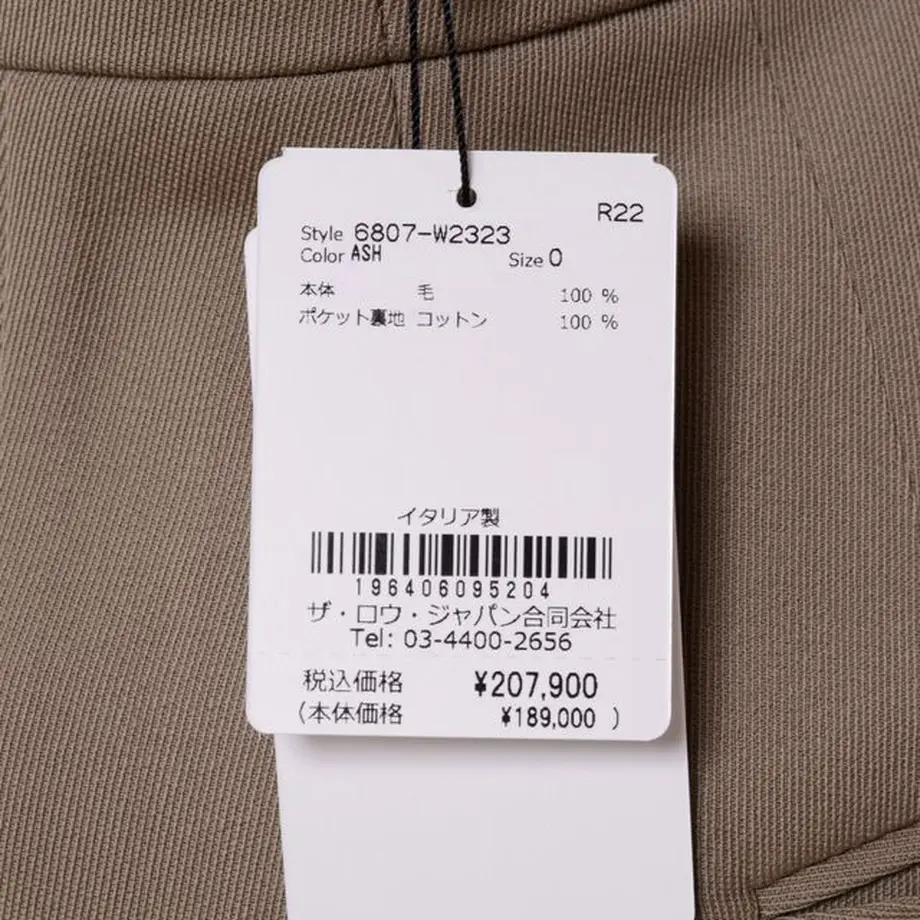 R22
Style 6807-W2323
Color ASH Size 0
本体 毛 100 %
ポケット裏地 コットン 100 %
イタリア製
196406095204
ザ・ロウ・ジャパン合同会社
Tel: 03-4400-2656
税込価格 ¥207,900
(本体価格 ¥189,000 )